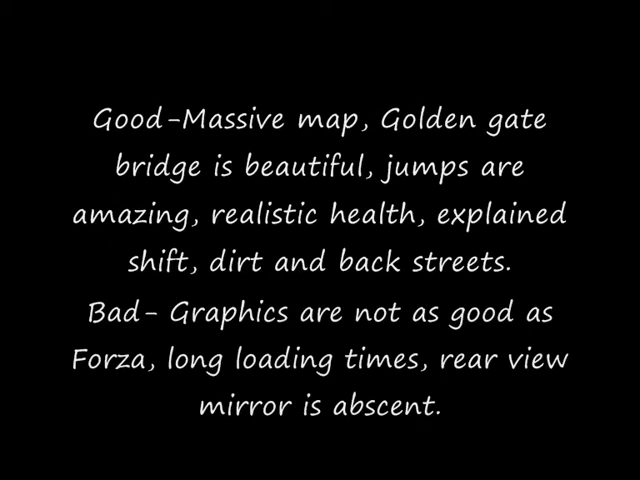 Good-Massive map, Golden gate
bridge is beautiful, jumps are
amazing, realistic health, explained
shift, dirt and back streets.
Bad- Graphics are not as good as
Forza, long loading times, rear view
mirror is abscent.